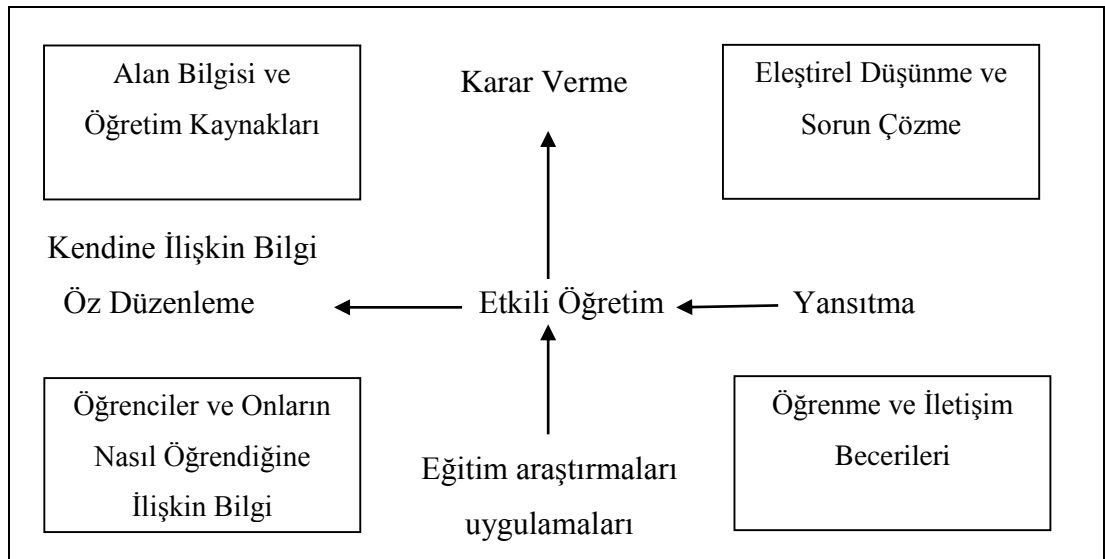 Alan Bilgisi ve
Öğretim Kaynakları
Karar Verme
Eleştirel Düşünme ve
Sorun Çözme
Kendine İlişkin Bilgi
Öz Düzenleme
Etkili Öğretim
Yansıtma
Öğrenciler ve Onların
Nasıl Öğrendiğine
İlişkin Bilgi
Eğitim araştırmaları
uygulamaları
Öğrenme ve İletişim
Becerileri